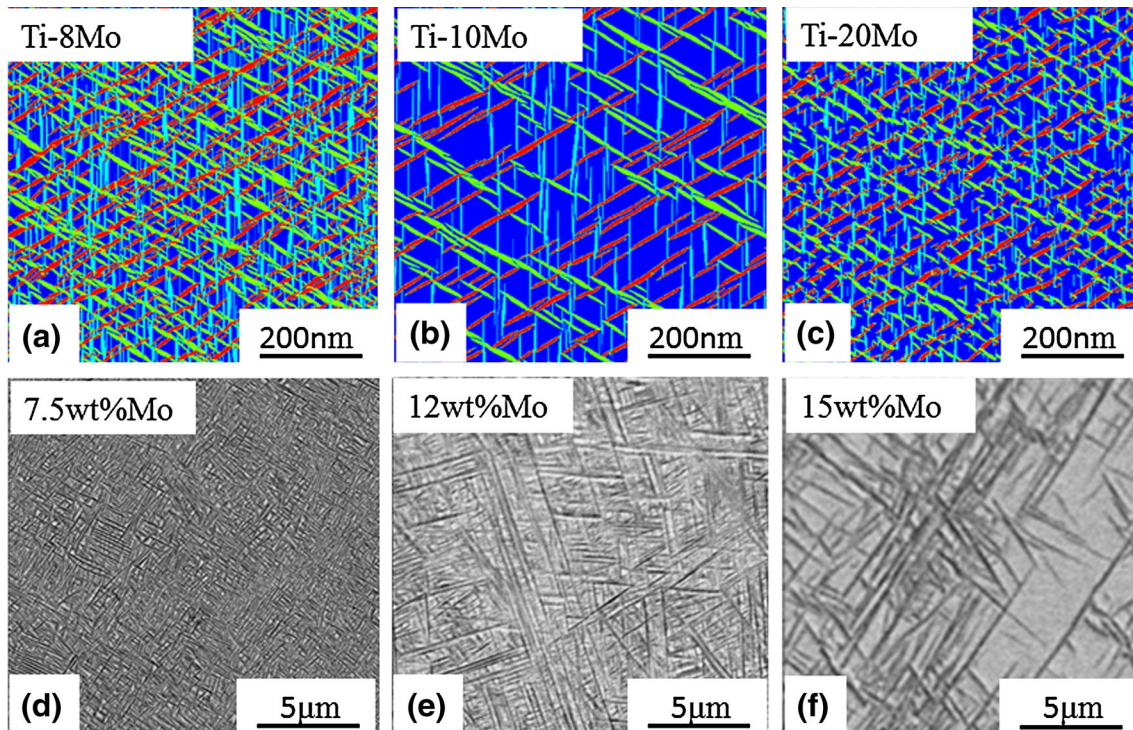 Ti-8Mo
Ti-10Mo
Ti-20Mo
(a)
200nm
(b)
200nm
(c)
200nm
7.5wt%Mo
12wt%Mo
15wt%Mo
(d)
5μm
(e)
5μm
(f)
5μm